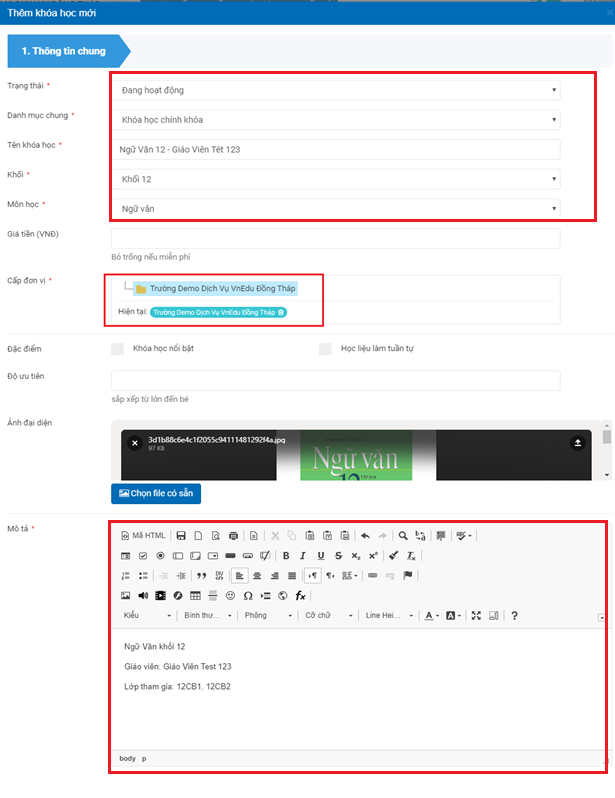 Thêm khóa học mới
1. Thông tin chung
Trạng thái *
Đang hoạt động
Danh mục chung *
Khóa học chính khóa
Tên khóa học *
Ngữ Văn 12 - Giáo Viên Tét 123
Khối *
Khối 12
Môn học *
Ngữ văn
Giá tiền (VNĐ)
Bỏ trống nếu miễn phí
Cấp đơn vị *
Trường Demo Dịch Vụ VnEdu Đồng Tháp
Hiện tại: Trường Demo Dịch Vụ VnEdu Đồng Tháp
Đặc điểm
Khóa học nổi bật
Học liệu làm tuần tự
Độ ưu tiên
sắp xếp từ lớn đến bé
Ảnh đại diện
3d1b88c6e4c1f2055c94111481292f4a.jpg
97 KB
Ngữ văn
12
Chọn file có sẵn
Mô tả *
Mã HTML
Kiểu
Bình thư...
Phông
Cỡ chữ
Line Hei...
Ngữ Văn khối 12
Giáo viên: Giáo Viên Test 123
Lớp tham gia: 12CB1, 12CB2
body p